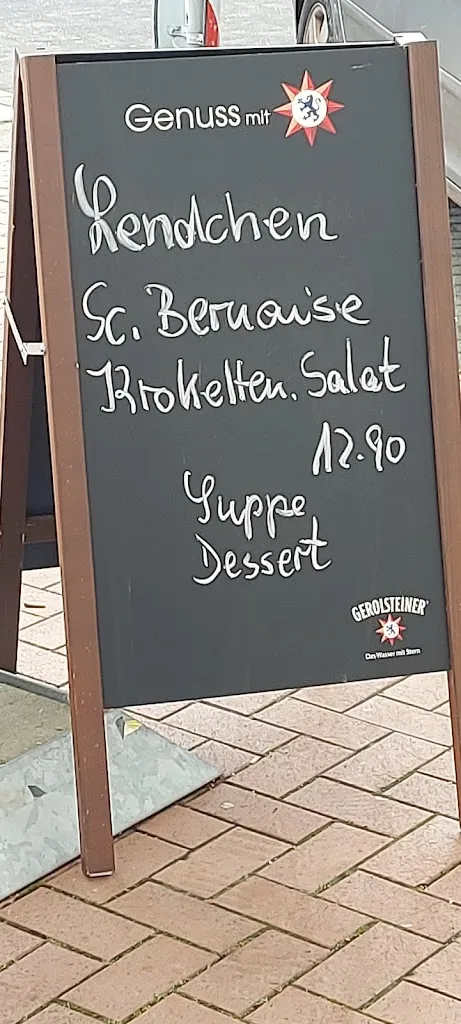 Genuss mit
Lendchen
Sc. Bernaise
Kroketten. Salat
12.90
Suppe
Dessert
GEROLSTEINER
Das Wasser mit Stern